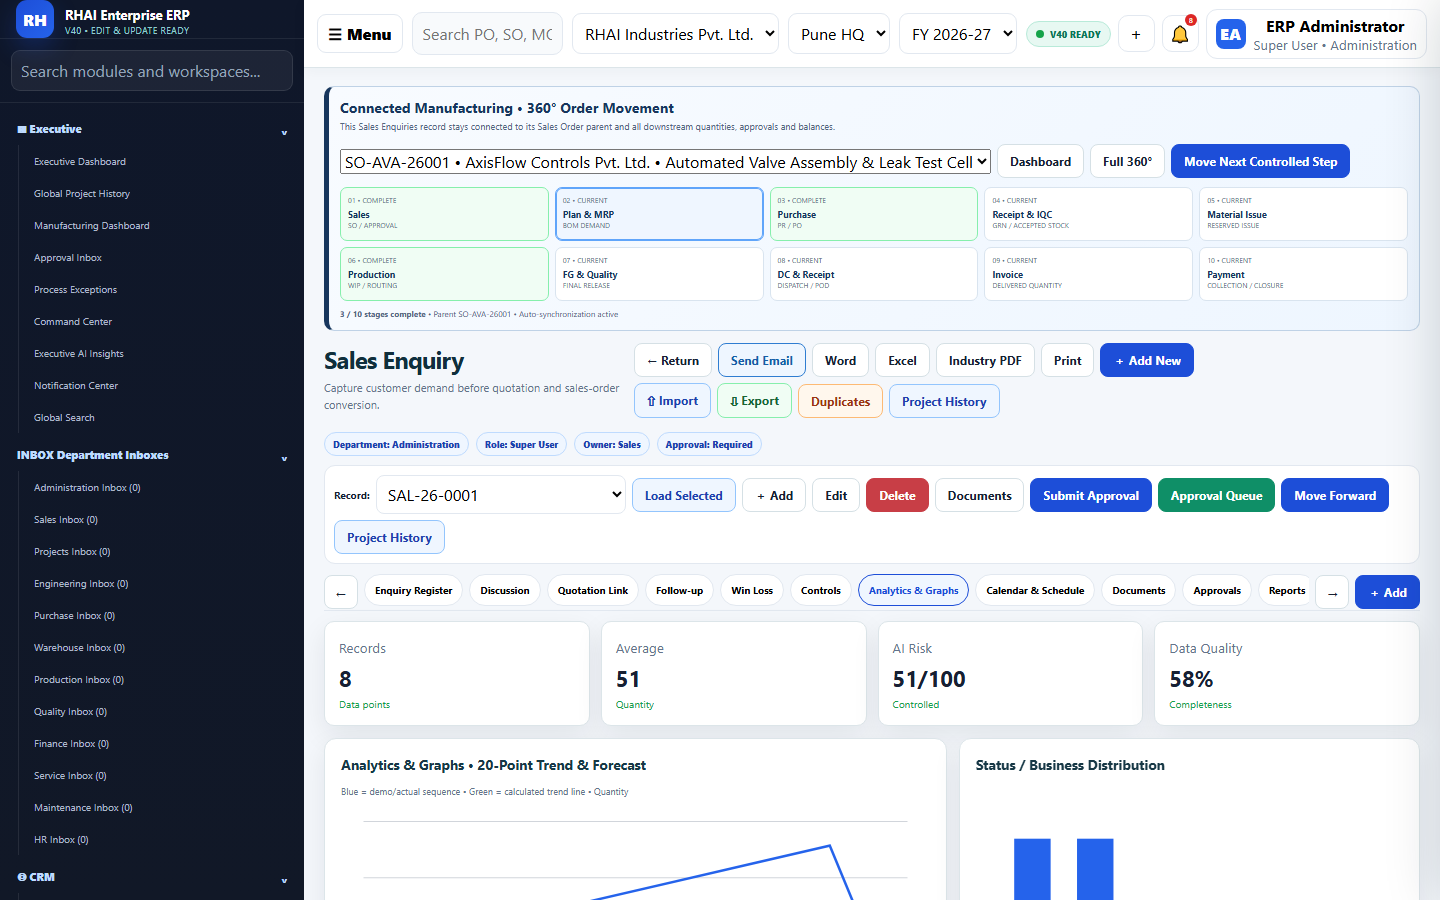 RH
RHAI Enterprise ERP
V40 • EDIT & UPDATE READY
Search modules and workspaces...
Executive
Executive Dashboard
Global Project History
Manufacturing Dashboard
Approval Inbox
Process Exceptions
Command Center
Executive AI Insights
Notification Center
Global Search
INBOX Department Inboxes
Administration Inbox (0)
Sales Inbox (0)
Projects Inbox (0)
Engineering Inbox (0)
Purchase Inbox (0)
Warehouse Inbox (0)
Production Inbox (0)
Quality Inbox (0)
Finance Inbox (0)
Service Inbox (0)
Maintenance Inbox (0)
HR Inbox (0)
CRM
☰ Menu
Search PO, SO, MO
RHAI Industries Pvt. Ltd.
Pune HQ
FY 2026-27
V40 READY
+
8
EA
ERP Administrator
Super User • Administration
Connected Manufacturing • 360° Order Movement
This Sales Enquiries record stays connected to its Sales Order parent and all downstream quantities, approvals and balances.
SO-AVA-26001 • AxisFlow Controls Pvt. Ltd. • Automated Valve Assembly & Leak Test Cell
Dashboard
Full 360°
Move Next Controlled Step
01 • COMPLETE
Sales
SO / APPROVAL
02 • CURRENT
Plan & MRP
BOM DEMAND
03 • COMPLETE
Purchase
PR / PO
04 • CURRENT
Receipt & IQC
GRN / ACCEPTED STOCK
05 • CURRENT
Material Issue
RESERVED ISSUE
06 • COMPLETE
Production
WIP / ROUTING
07 • CURRENT
FG & Quality
FINAL RELEASE
08 • CURRENT
DC & Receipt
DISPATCH / POD
09 • CURRENT
Invoice
DELIVERED QUANTITY
10 • CURRENT
Payment
COLLECTION / CLOSURE
3 / 10 stages complete • Parent SO-AVA-26001 • Auto-synchronization active
Sales Enquiry
Capture customer demand before quotation and sales-order
conversion.
← Return
Send Email
Word
Excel
Industry PDF
Print
+ Add New
⇧ Import
⇩ Export
Duplicates
Project History
Department: Administration
Role: Super User
Owner: Sales
Approval: Required
Record:
SAL-26-0001
Load Selected
+ Add
Edit
Delete
Documents
Submit Approval
Approval Queue
Move Forward
Project History
←
Enquiry Register
Discussion
Quotation Link
Follow-up
Win Loss
Controls
Analytics & Graphs
Calendar & Schedule
Documents
Approvals
Reports
→
+ Add
Records
8
Data points
Average
51
Quantity
AI Risk
51/100
Controlled
Data Quality
58%
Completeness
Analytics & Graphs • 20-Point Trend & Forecast
Blue = demo/actual sequence • Green = calculated trend line • Quantity
Status / Business Distribution